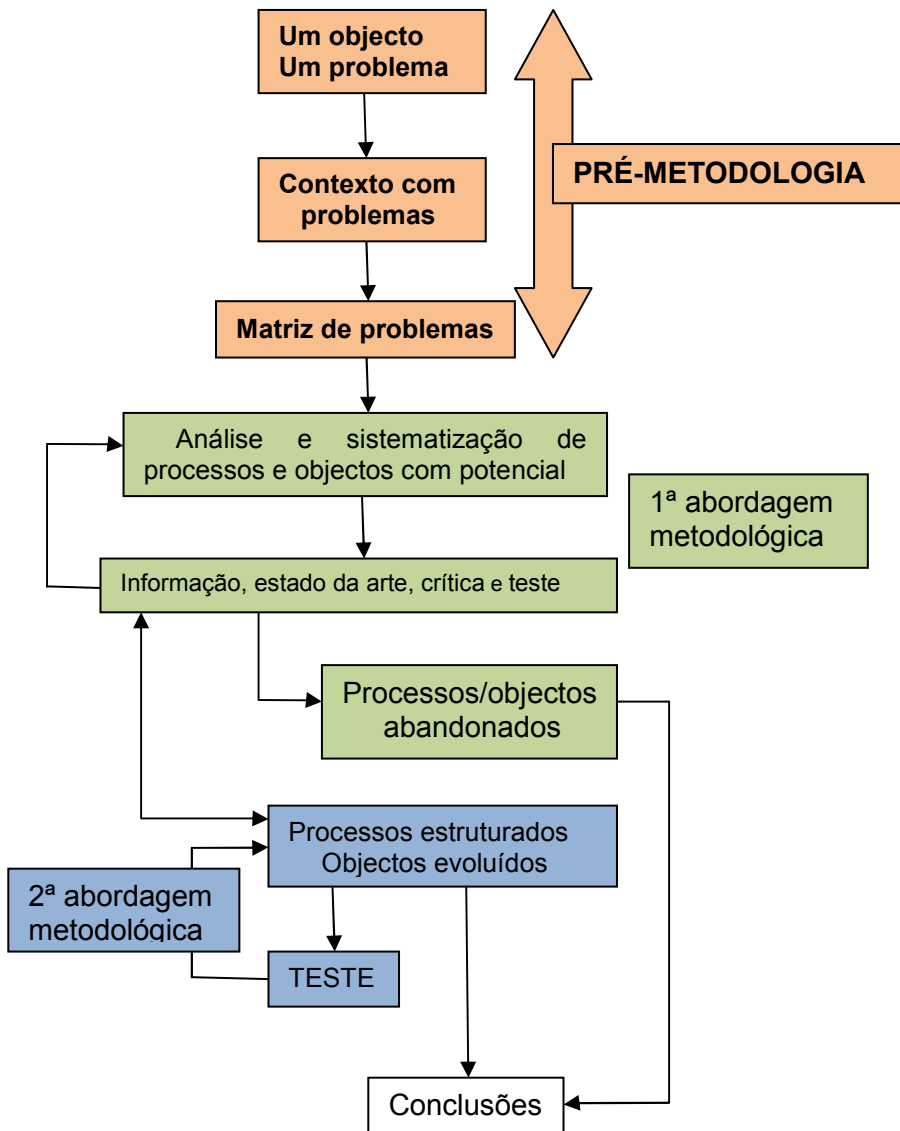 Um objecto
Um problema
PRÉ-METODOLOGIA
Contexto com
problemas
Matriz de problemas
Análise e sistematização de
processos e objectos com potencial
1ª abordagem
metodológica
Informação, estado da arte, crítica e teste
Processos/objectos
abandonados
Processos estruturados
Objectos evoluídos
2ª abordagem
metodológica
TESTE
Conclusões